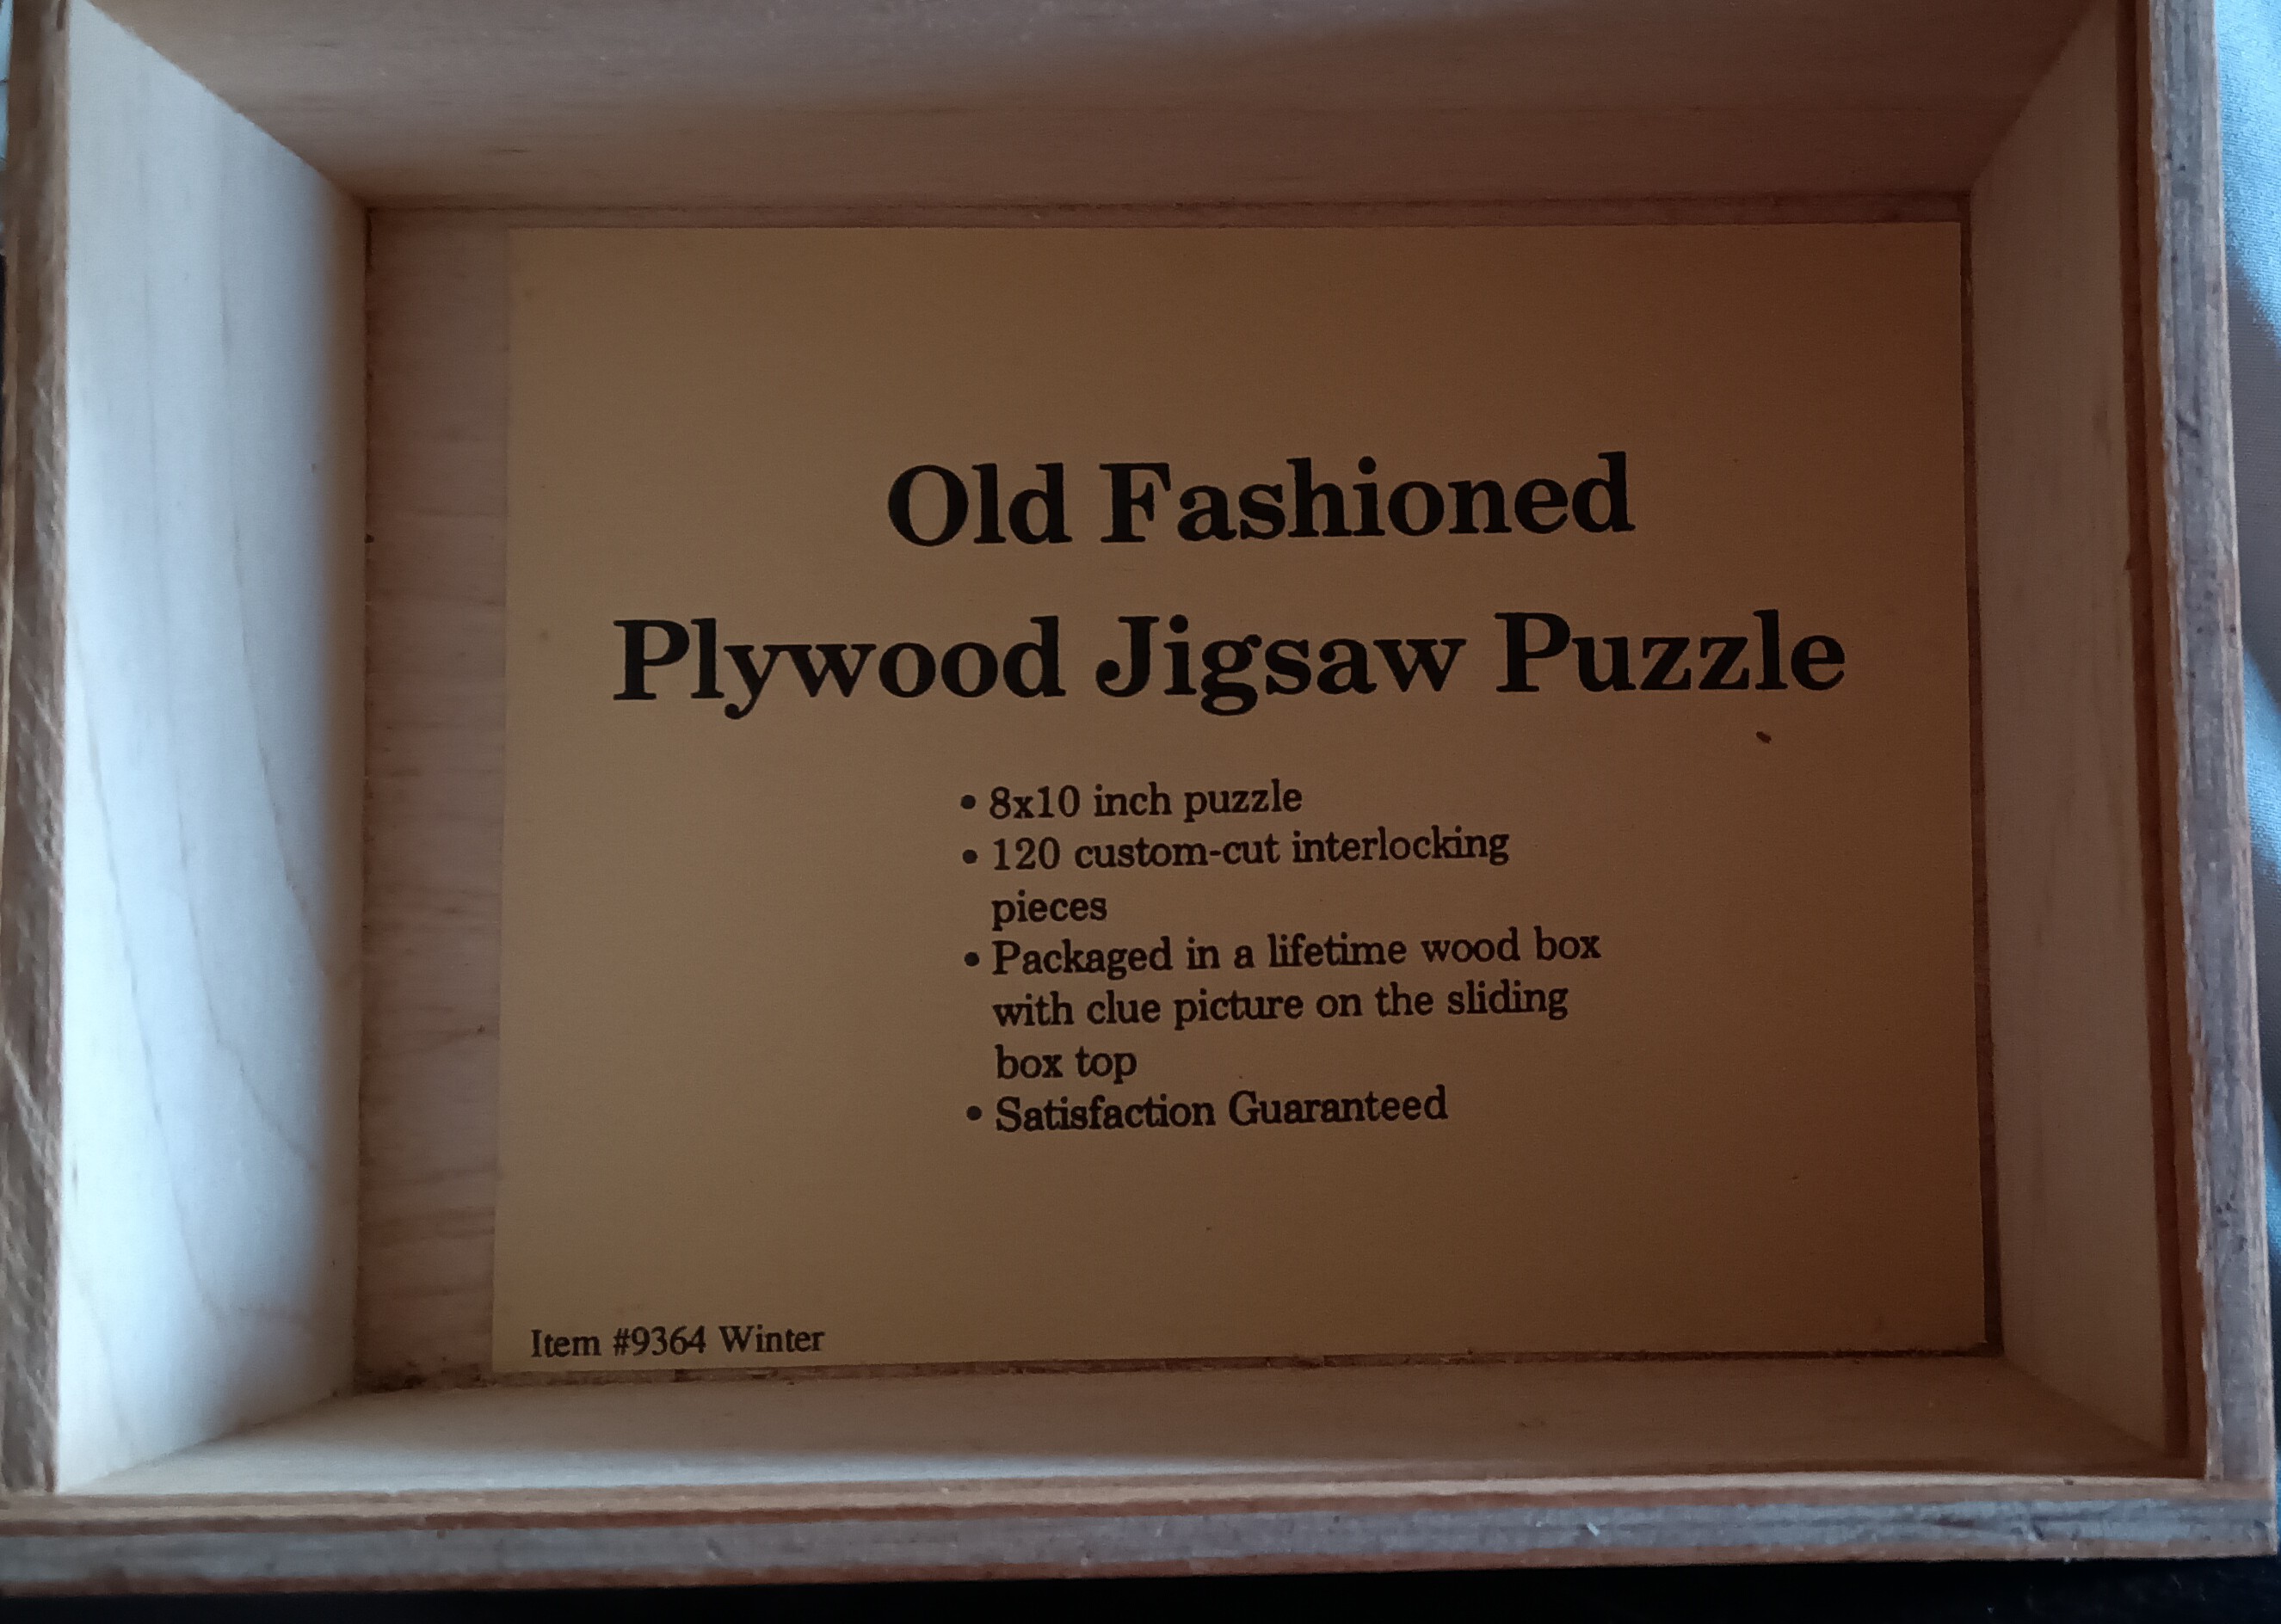 Old Fashioned
Plywood Jigsaw Puzzle
• 8x10 inch puzzle
• 120 custom-cut interlocking
pieces
• Packaged in a lifetime wood box
with clue picture on the sliding
box top
• Satisfaction Guaranteed
Item #9364 Winter